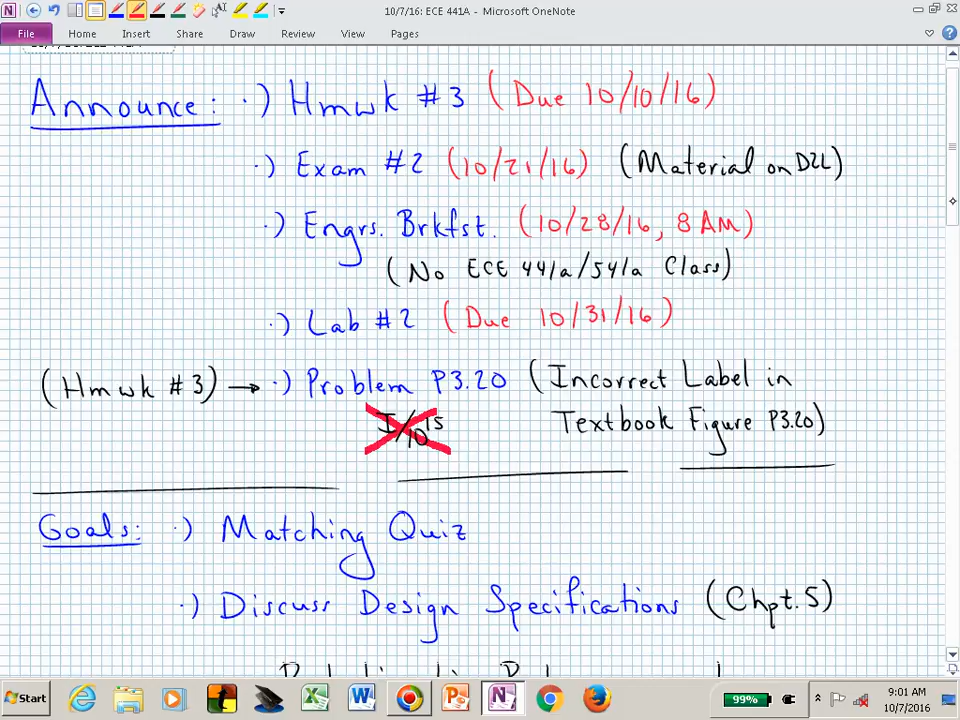 10/7/16: ECE 441A - Microsoft OneNote
File Home Insert Share Draw Review View Pages
Announce: ·) Hmwk #3 (Due 10/10/16)
·) Exam #2 (10/21/16) (Material on D2L)
·) Engrs. Brkfst. (10/28/16, 8 AM)
(No ECE 441a/541a Class)
·) Lab #2 (Due 10/31/16)
(Hmwk #3) → ·) Problem P3.20 (Incorrect Label in
I/10^15 Textbook Figure P3.20)
Goals: ·) Matching Quiz
·) Discuss Design Specifications (Chpt. 5)
Start 99% 9:01 AM
10/7/2016